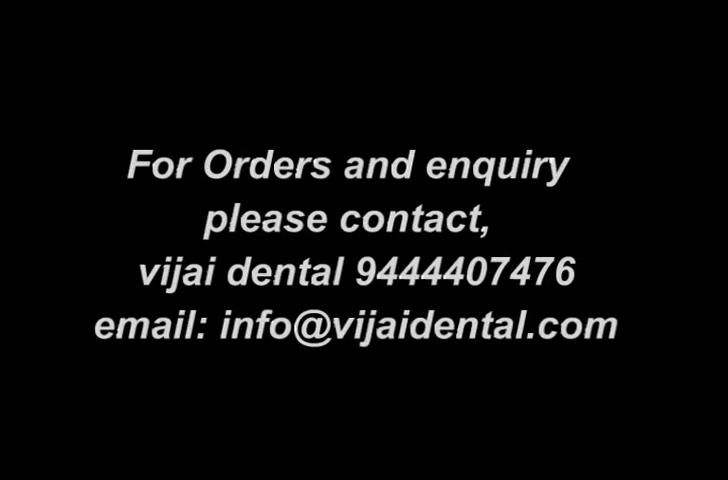 For Orders and enquiry
please contact,
vijai dental 9444407476
email: info@vijaidental.com